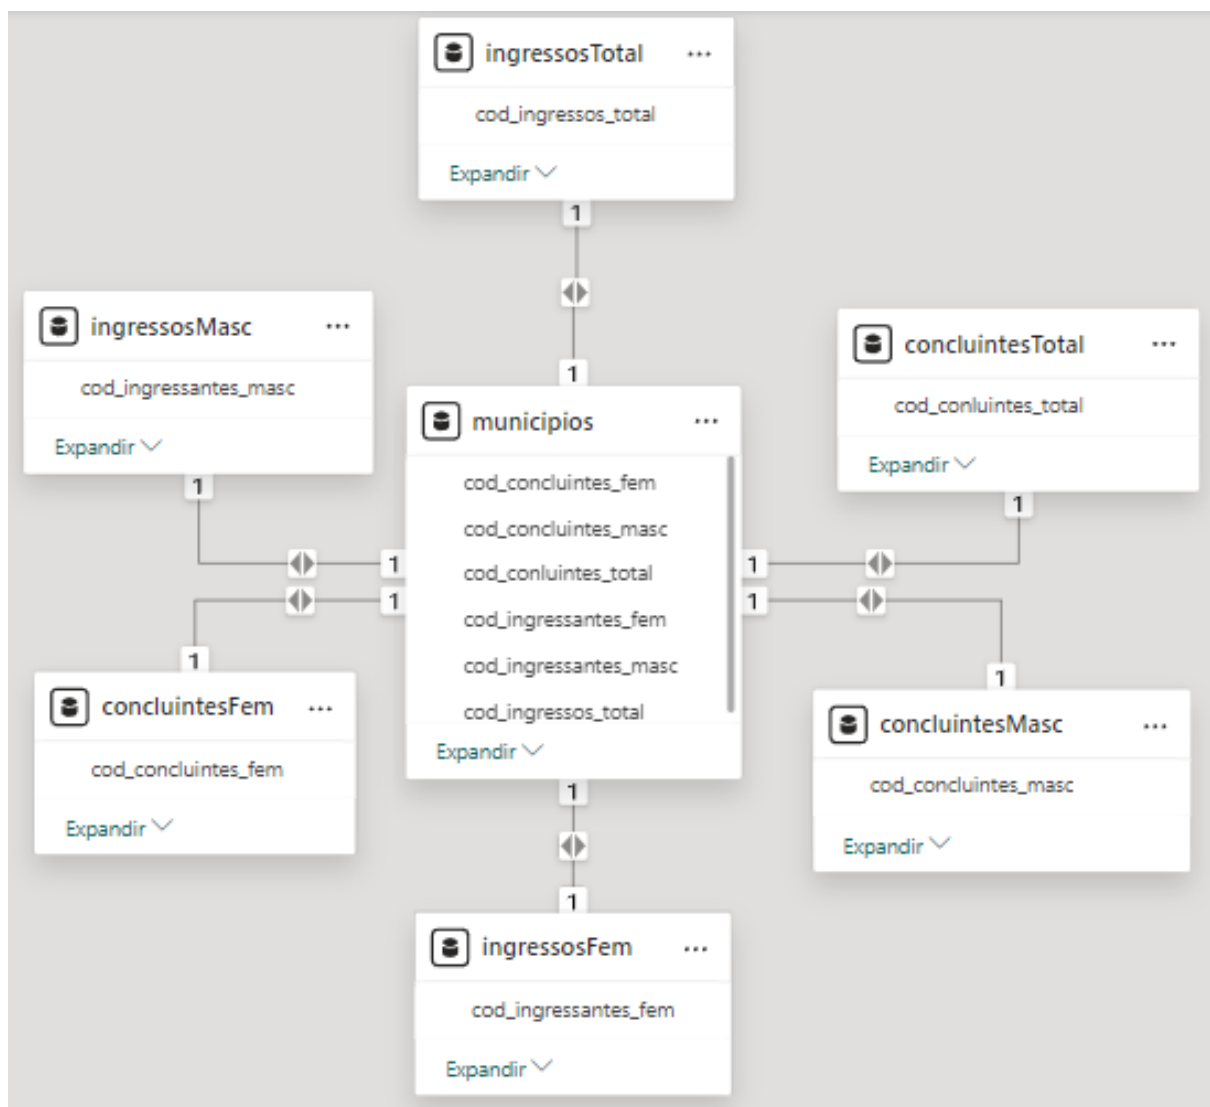 ingressosTotal ...
cod_ingressos_total
Expandir
1
1
ingressosMasc ...
cod_ingressantes_masc
Expandir
1
1
concluintesTotal ...
cod_conluintes_total
Expandir
1
1
municipios ...
cod_concluintes_fem
cod_concluintes_masc
cod_conluintes_total
cod_ingressantes_fem
cod_ingressantes_masc
cod_ingressos_total
Expandir
1
1
concluintesFem ...
cod_concluintes_fem
Expandir
1
1
concluintesMasc ...
cod_concluintes_masc
Expandir
1
1
ingressosFem ...
cod_ingressantes_fem
Expandir